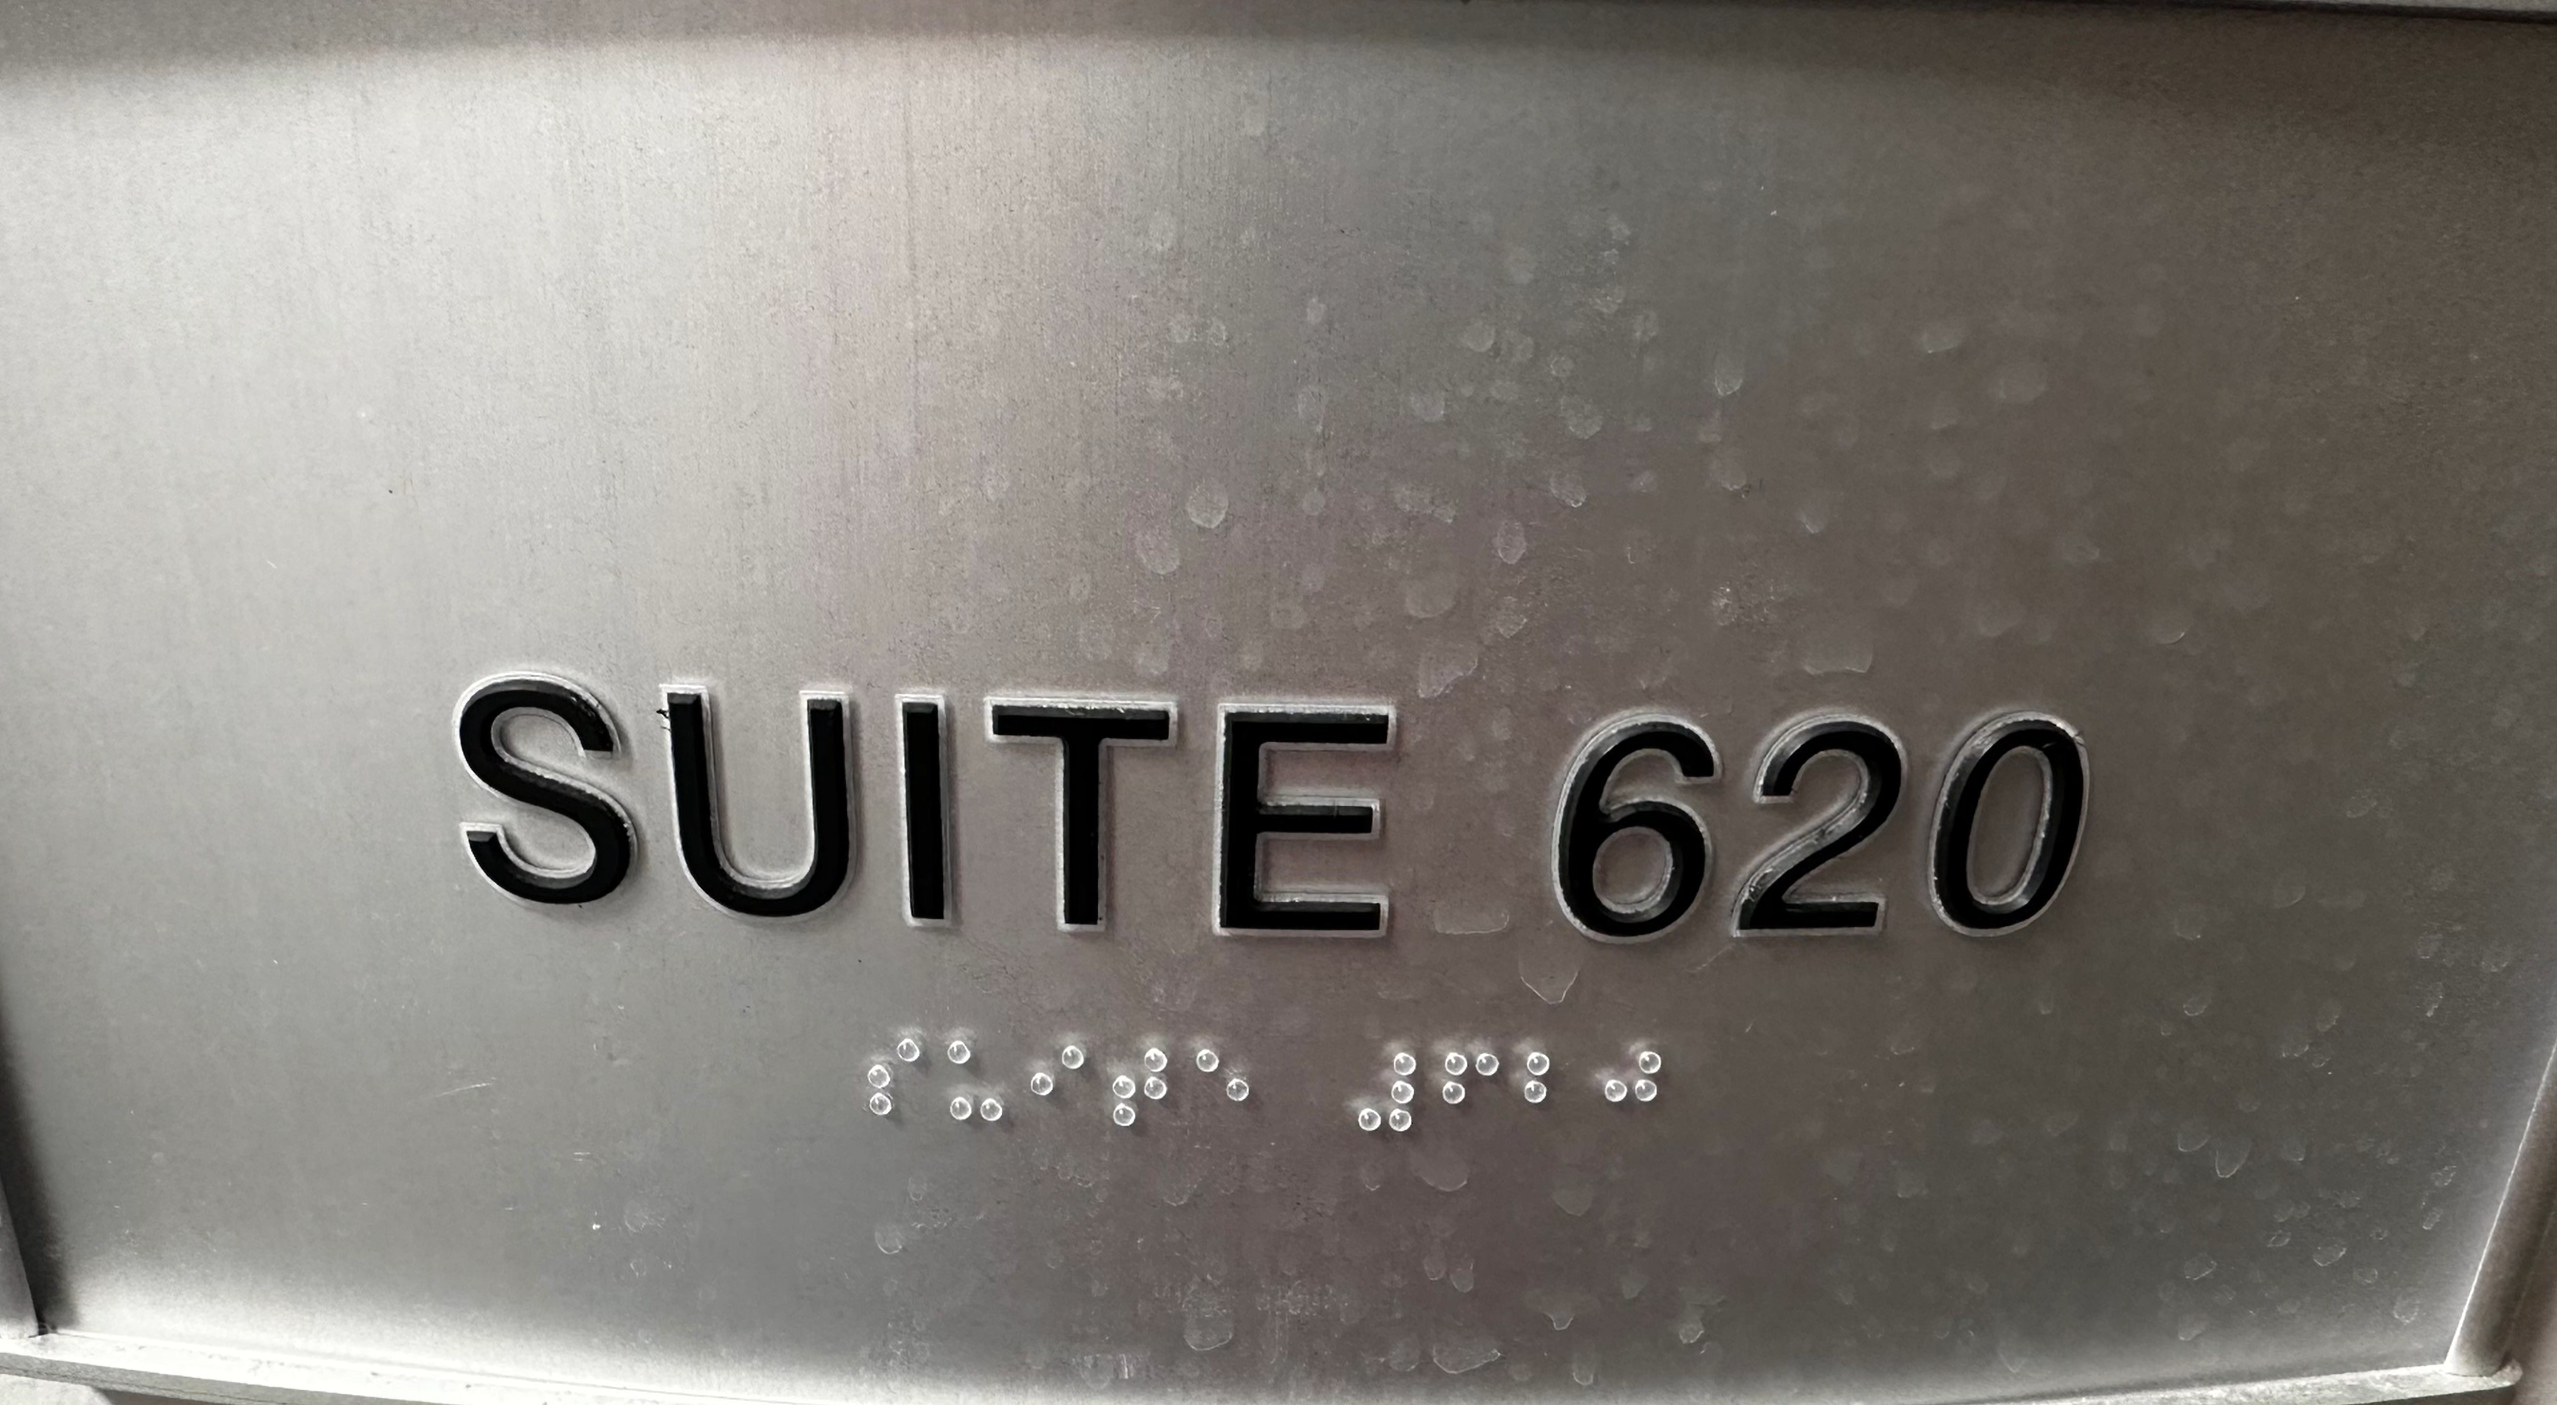 SUITE 620
⠎⠥⠊⠞⠑ ⠼⠋⠃⠚